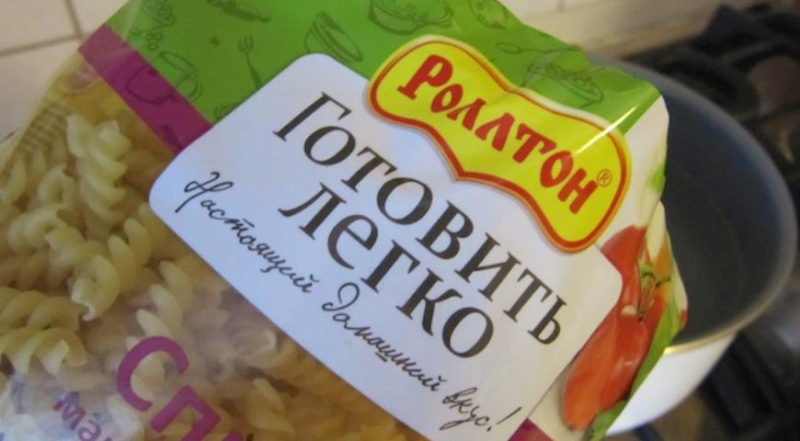 Роллтон®
Готовить
легко
Настоящий домашний вкус!